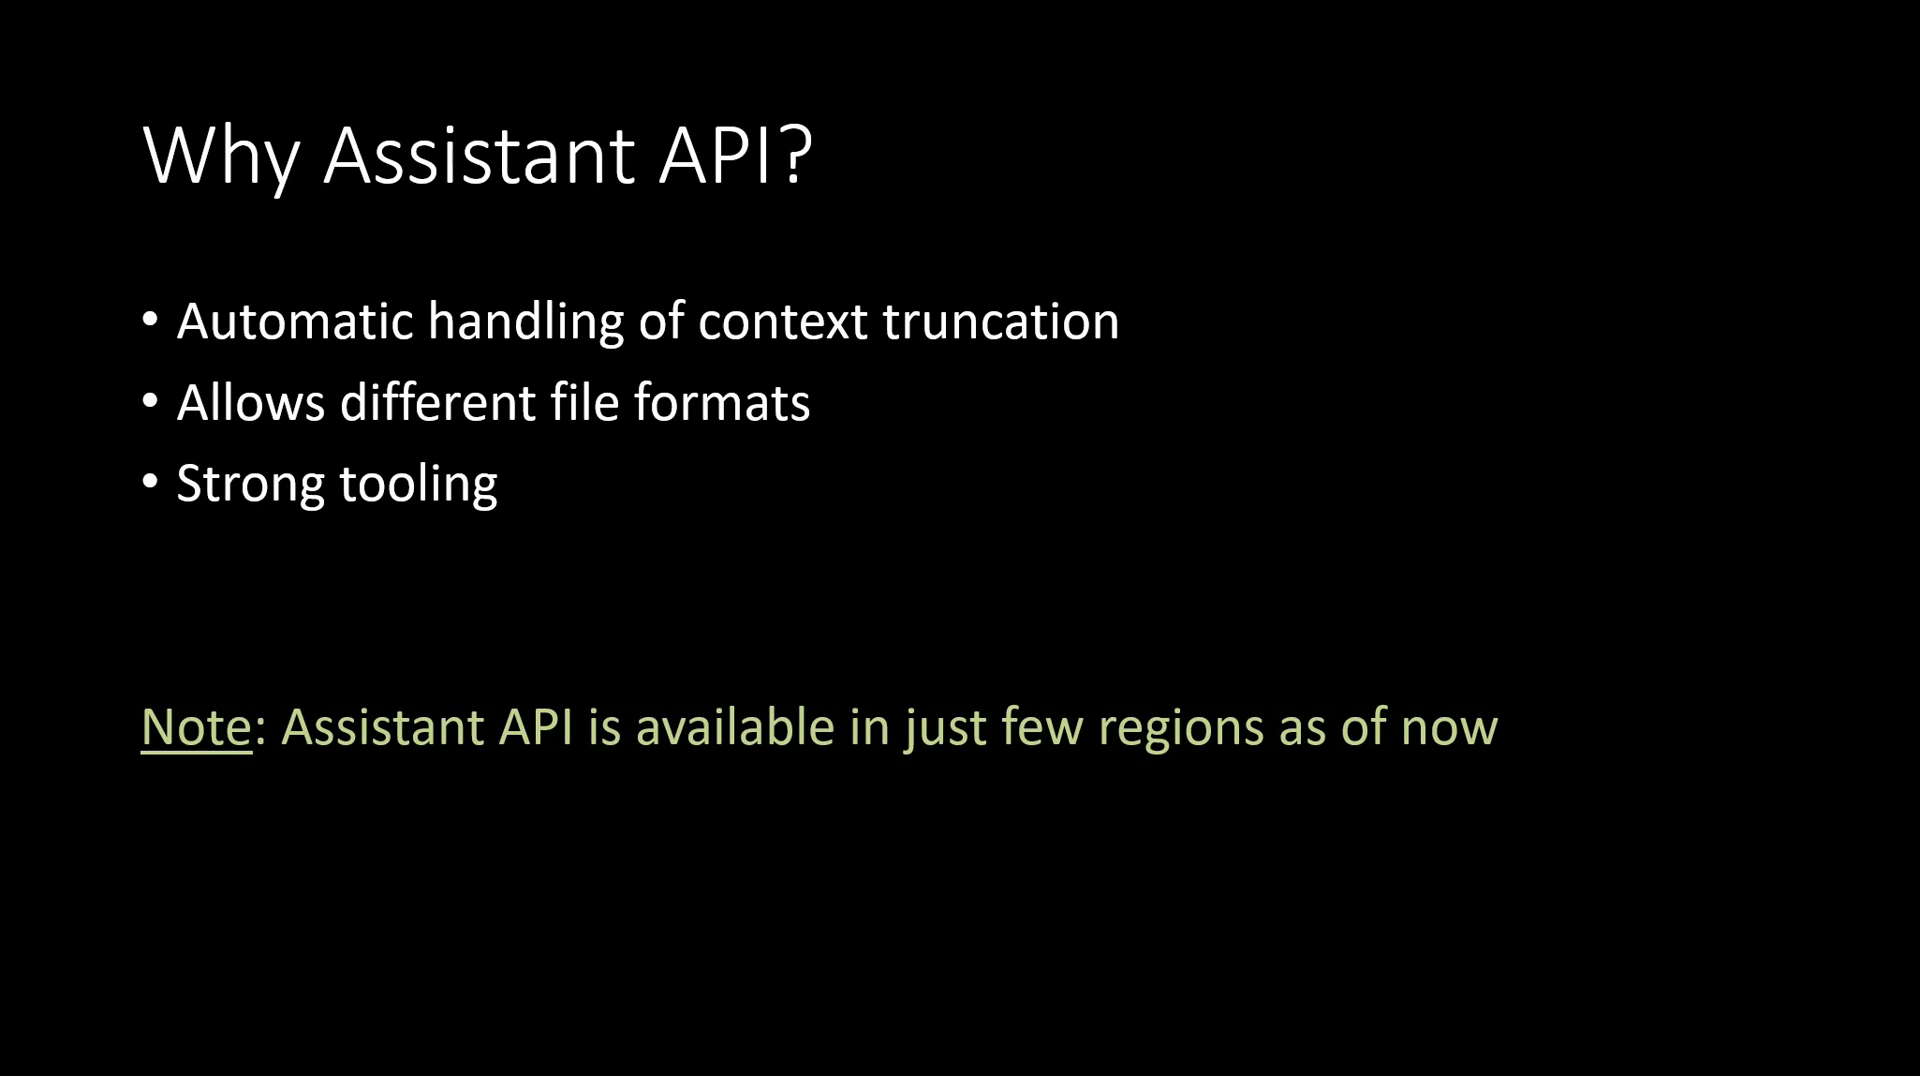 Why Assistant API?
• Automatic handling of context truncation
• Allows different file formats
• Strong tooling
Note: Assistant API is available in just few regions as of now